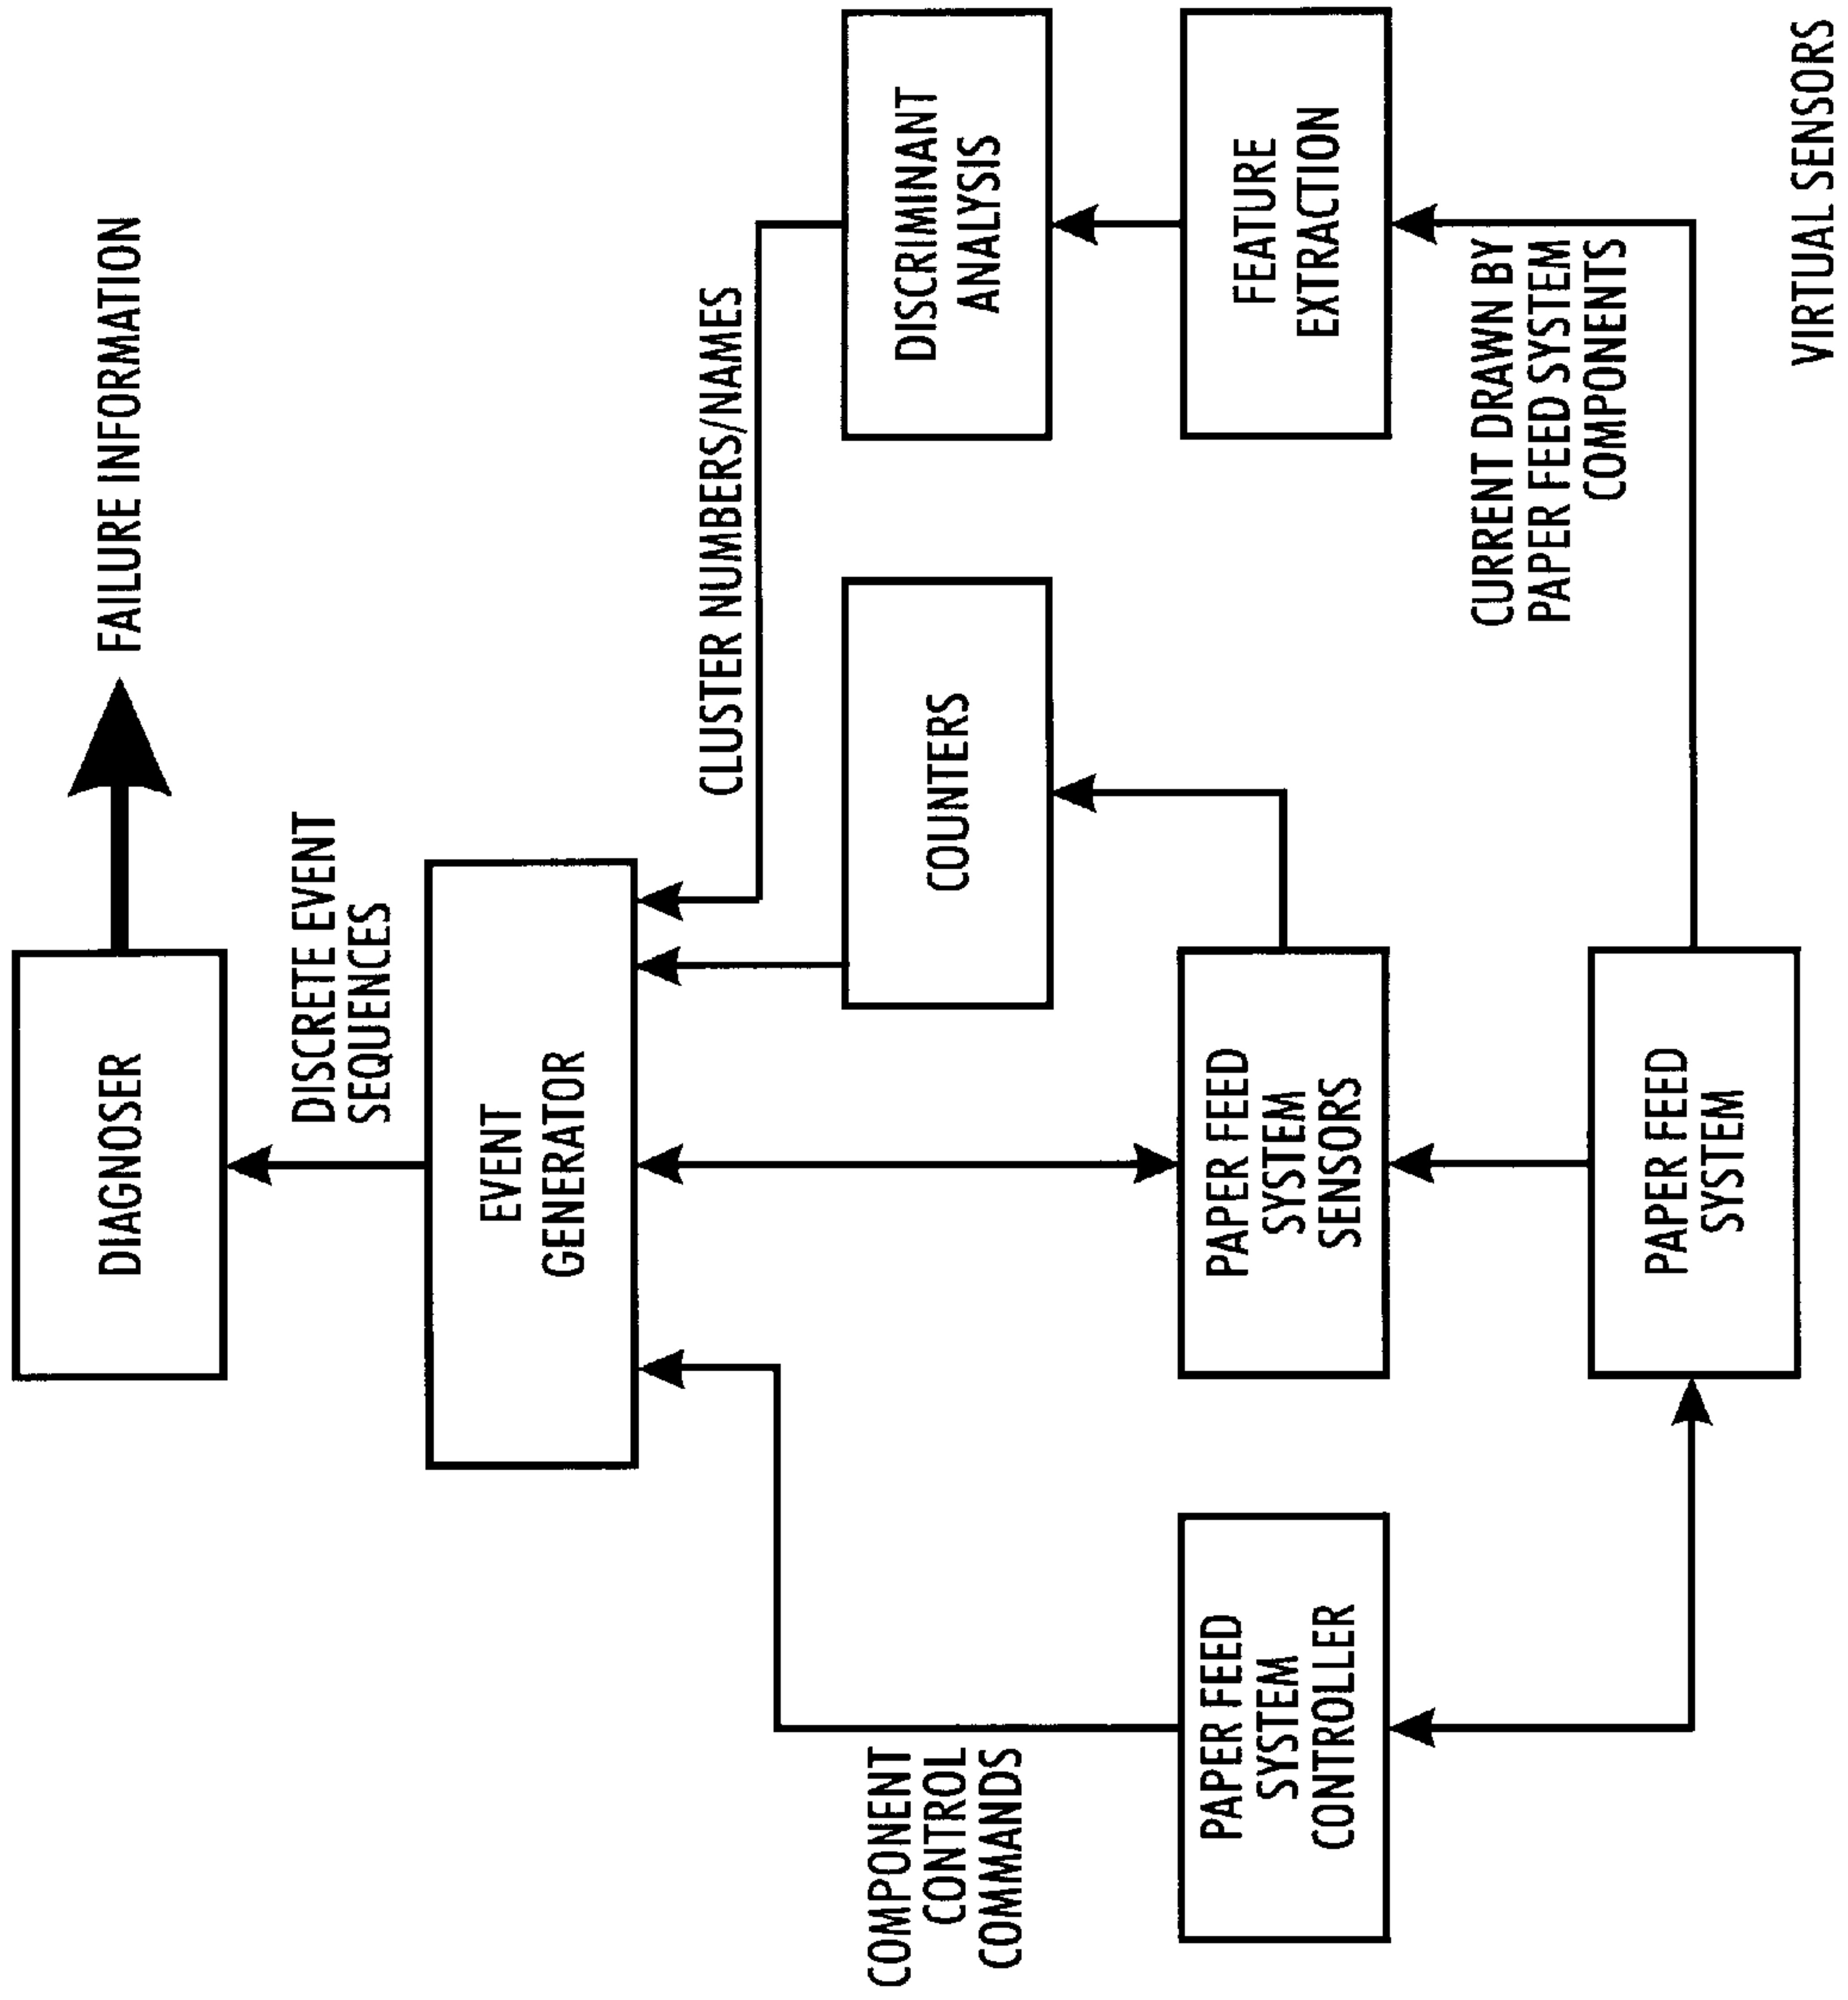 DIAGNOSER
FAILURE INFORMATION
DISCRETE EVENT
SEQUENCES
EVENT
GENERATOR
CLUSTER NUMBERS/NAMES
COMPONENT
CONTROL
COMMANDS
COUNTERS
DISCRIMINANT
ANALYSIS
PAPER FEED
SYSTEM
CONTROLLER
PAPER FEED
SYSTEM
SENSORS
FEATURE
EXTRACTION
CURRENT DRAWN BY
PAPER FEED SYSTEM
COMPONENTS
PAPER FEED
SYSTEM
VIRTUAL SENSORS